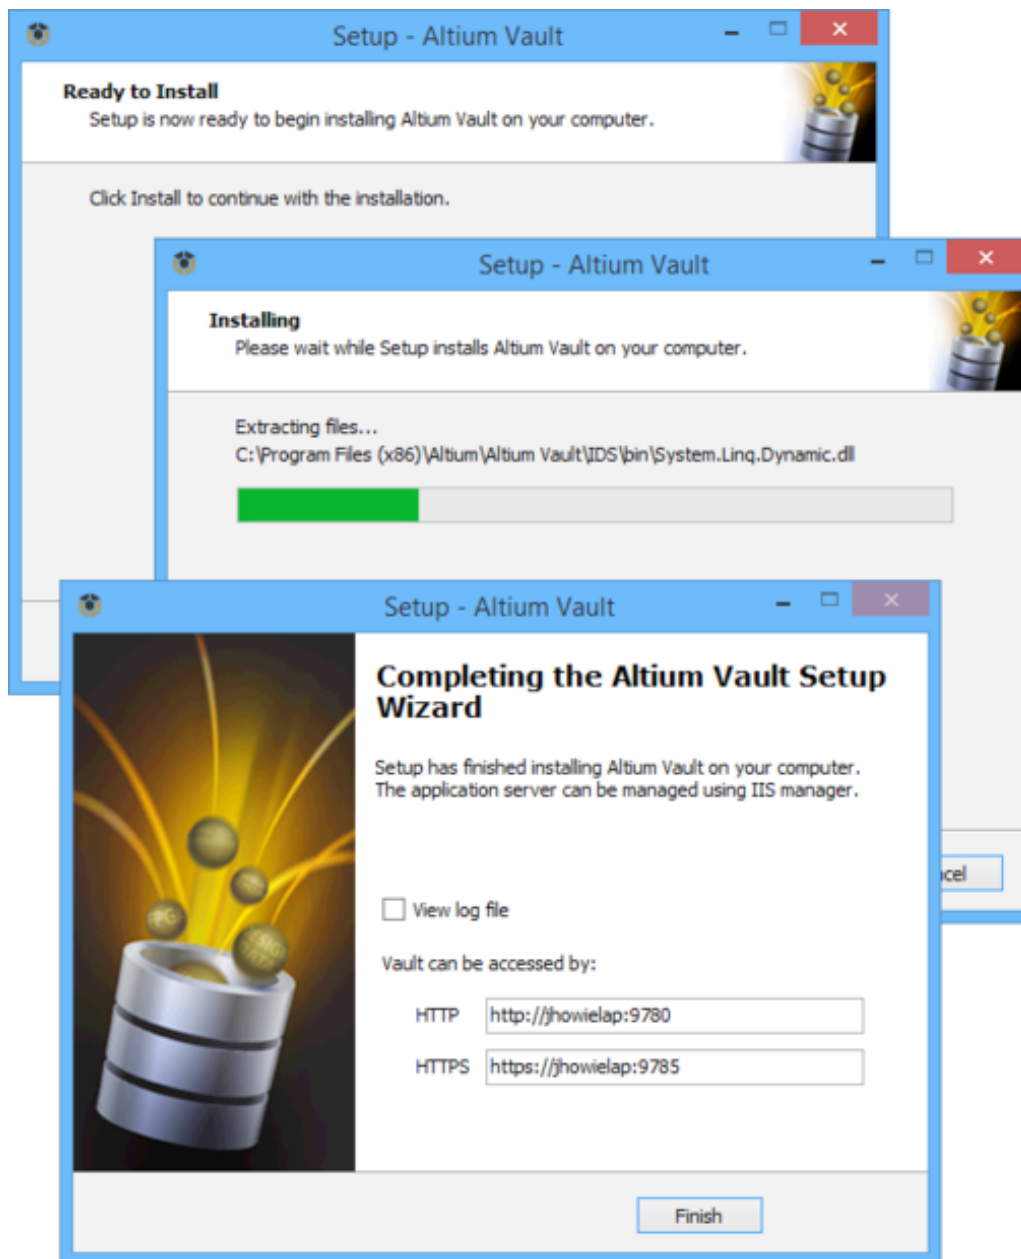 Setup - Altium Vault
Ready to Install
Setup is now ready to begin installing Altium Vault on your computer.
Click Install to continue with the installation.
Setup - Altium Vault
Installing
Please wait while Setup installs Altium Vault on your computer.
Extracting files...
C:\Program Files (x86)\Altium\Altium Vault\IDS\bin\System.Linq.Dynamic.dll
Setup - Altium Vault
Completing the Altium Vault Setup
Wizard
Setup has finished installing Altium Vault on your computer.
The application server can be managed using IIS manager.
View log file
Vault can be accessed by:
HTTP http://jhowielap:9780
HTTPS https://jhowielap:9785
Finish